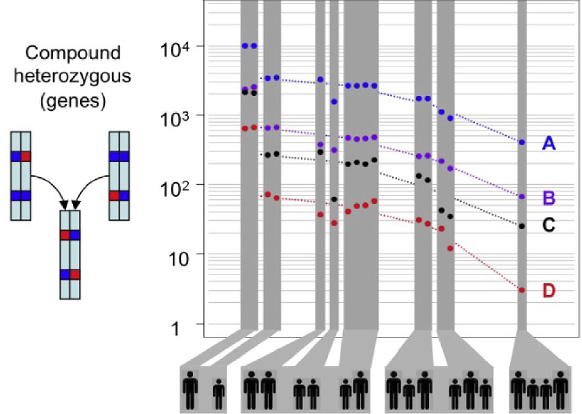 Compound
heterozygous
(genes)
10⁴
10³
10²
10
1
A
B
C
D